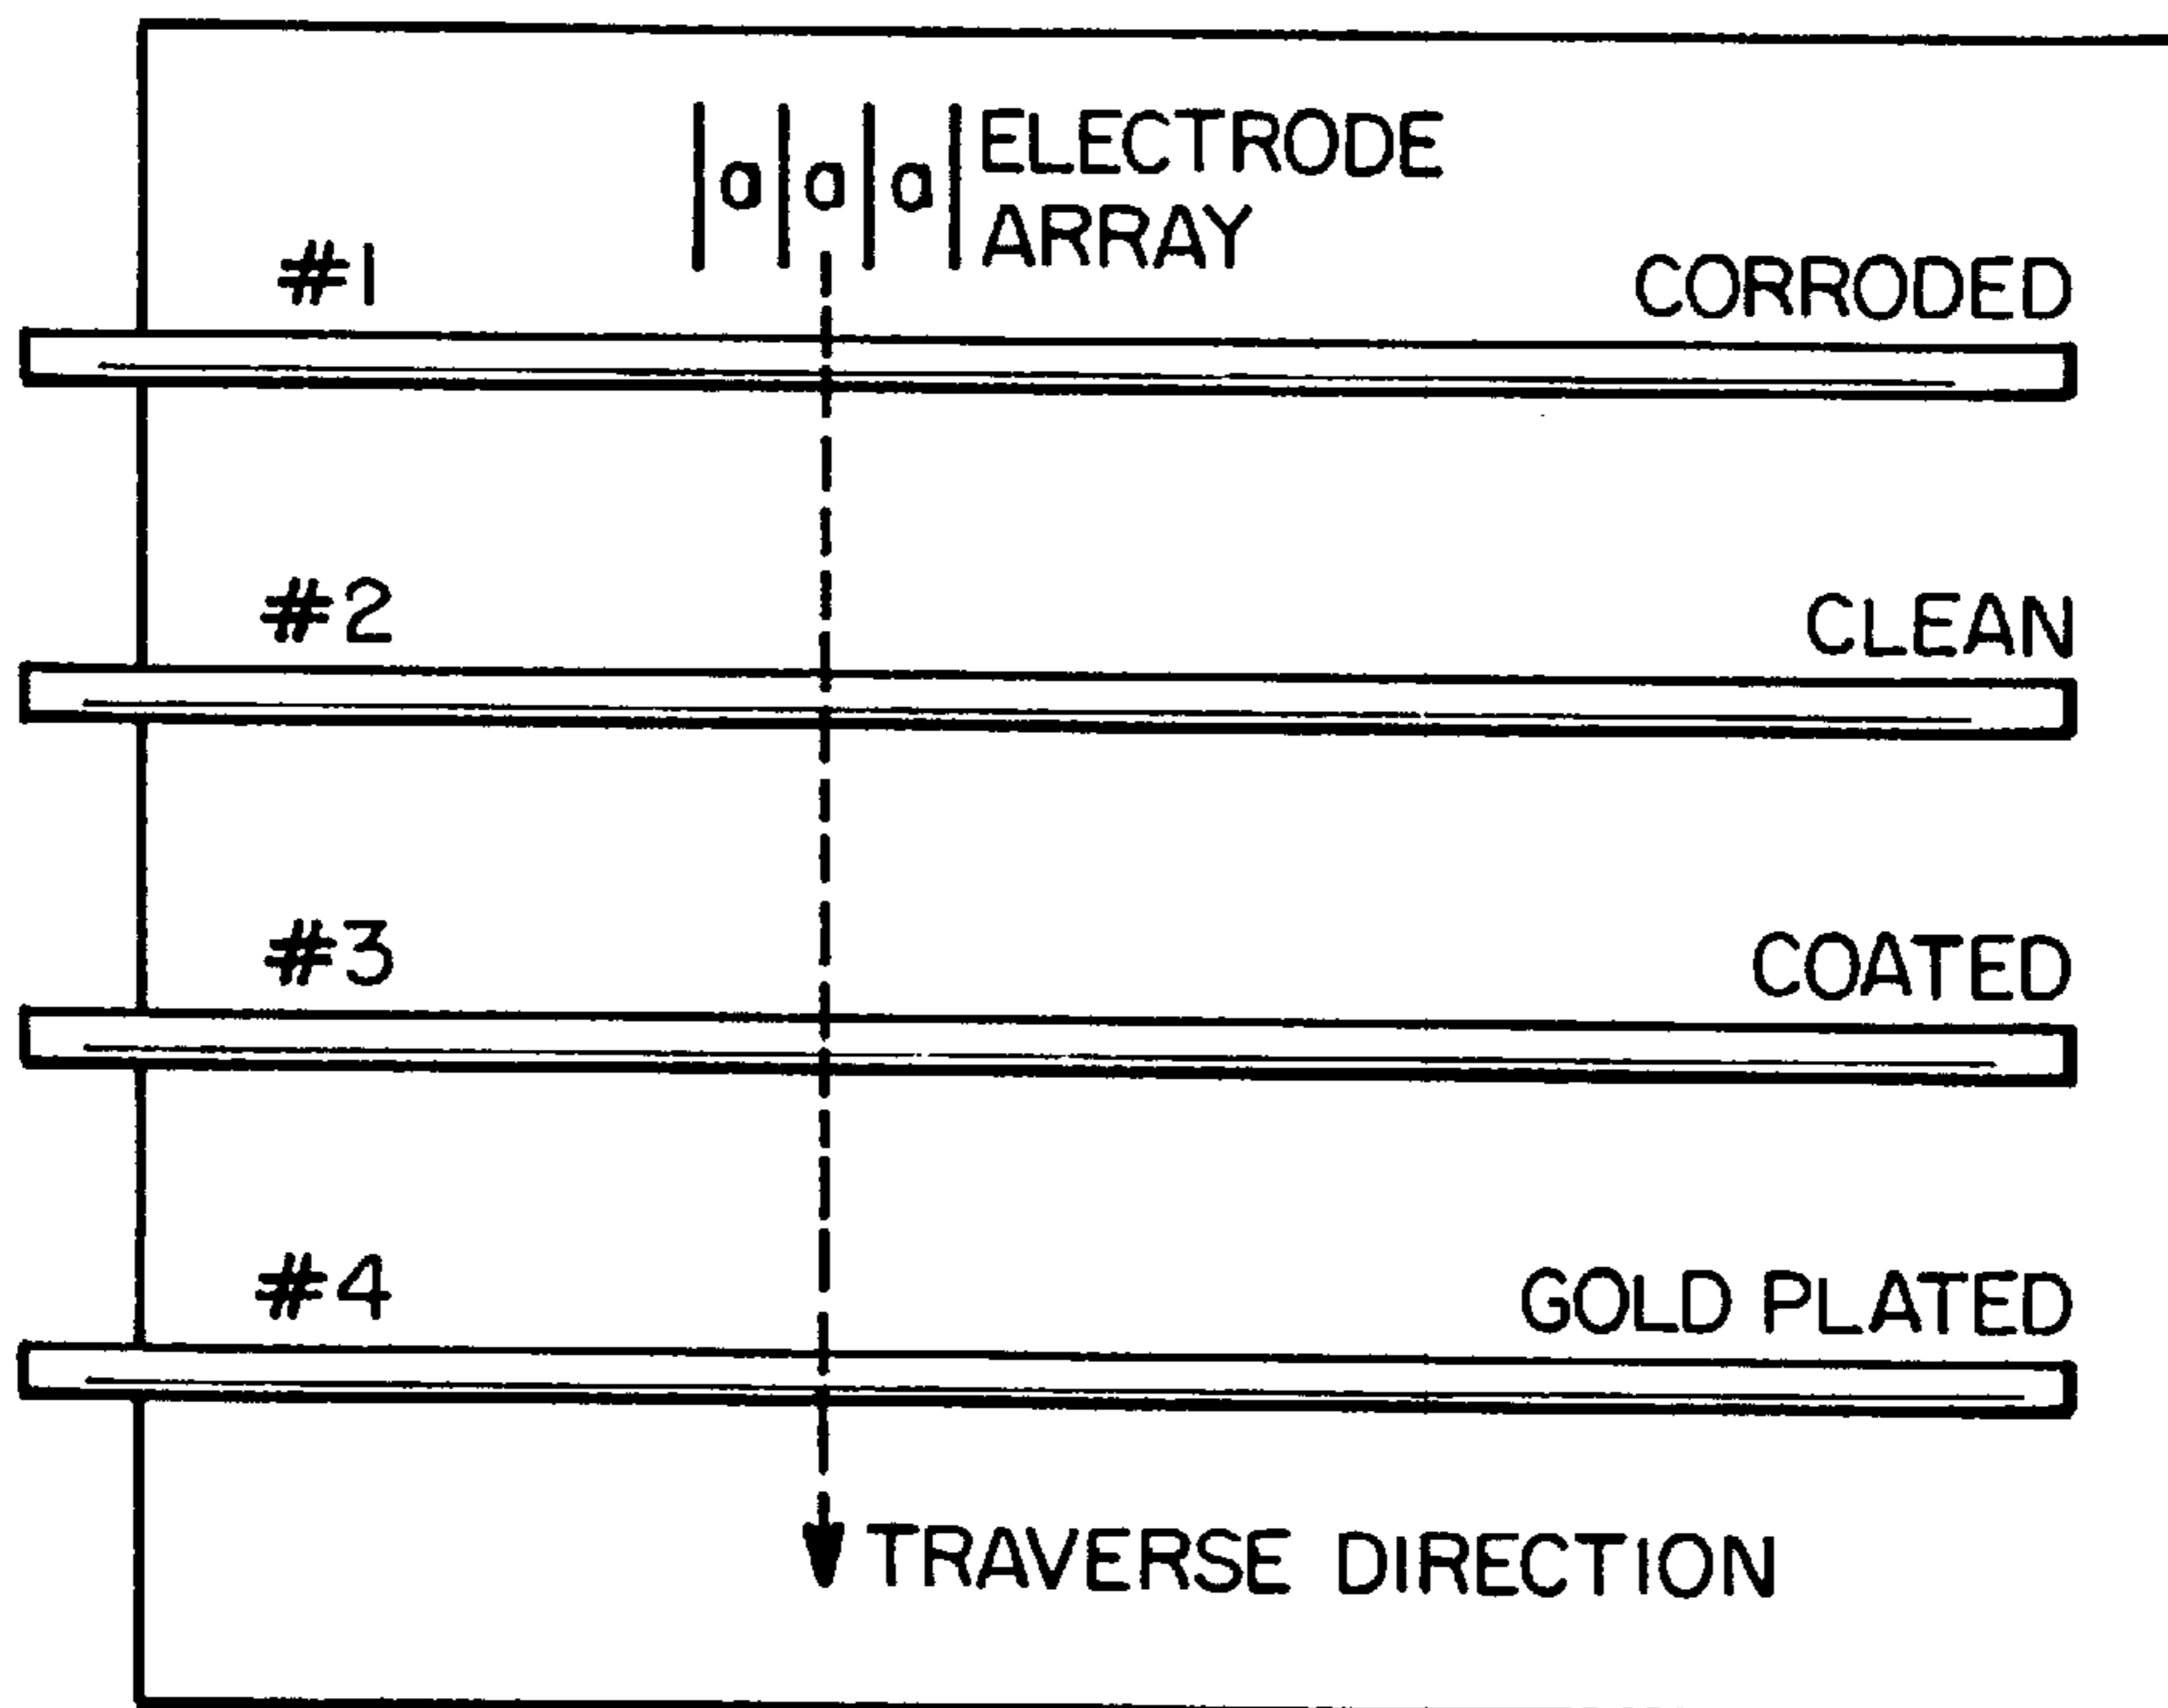 |a|a|a| ELECTRODE
ARRAY
#1 CORRODED
#2 CLEAN
#3 COATED
#4 GOLD PLATED
TRAVERSE DIRECTION